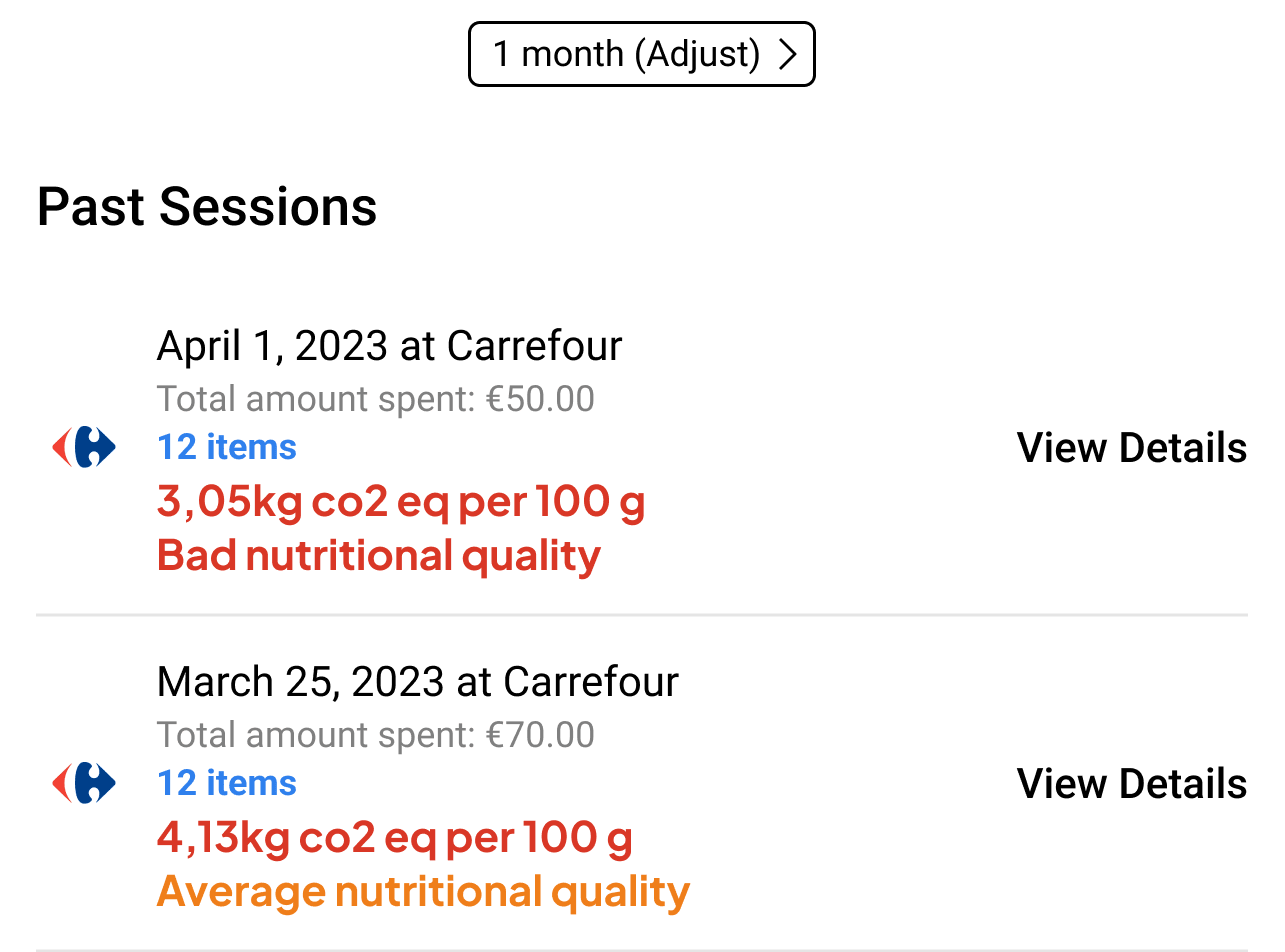 1 month (Adjust)
Past Sessions
April 1, 2023 at Carrefour
Total amount spent: €50.00
12 items
View Details
3,05kg co2 eq per 100 g
Bad nutritional quality
March 25, 2023 at Carrefour
Total amount spent: €70.00
12 items
View Details
4,13kg co2 eq per 100 g
Average nutritional quality